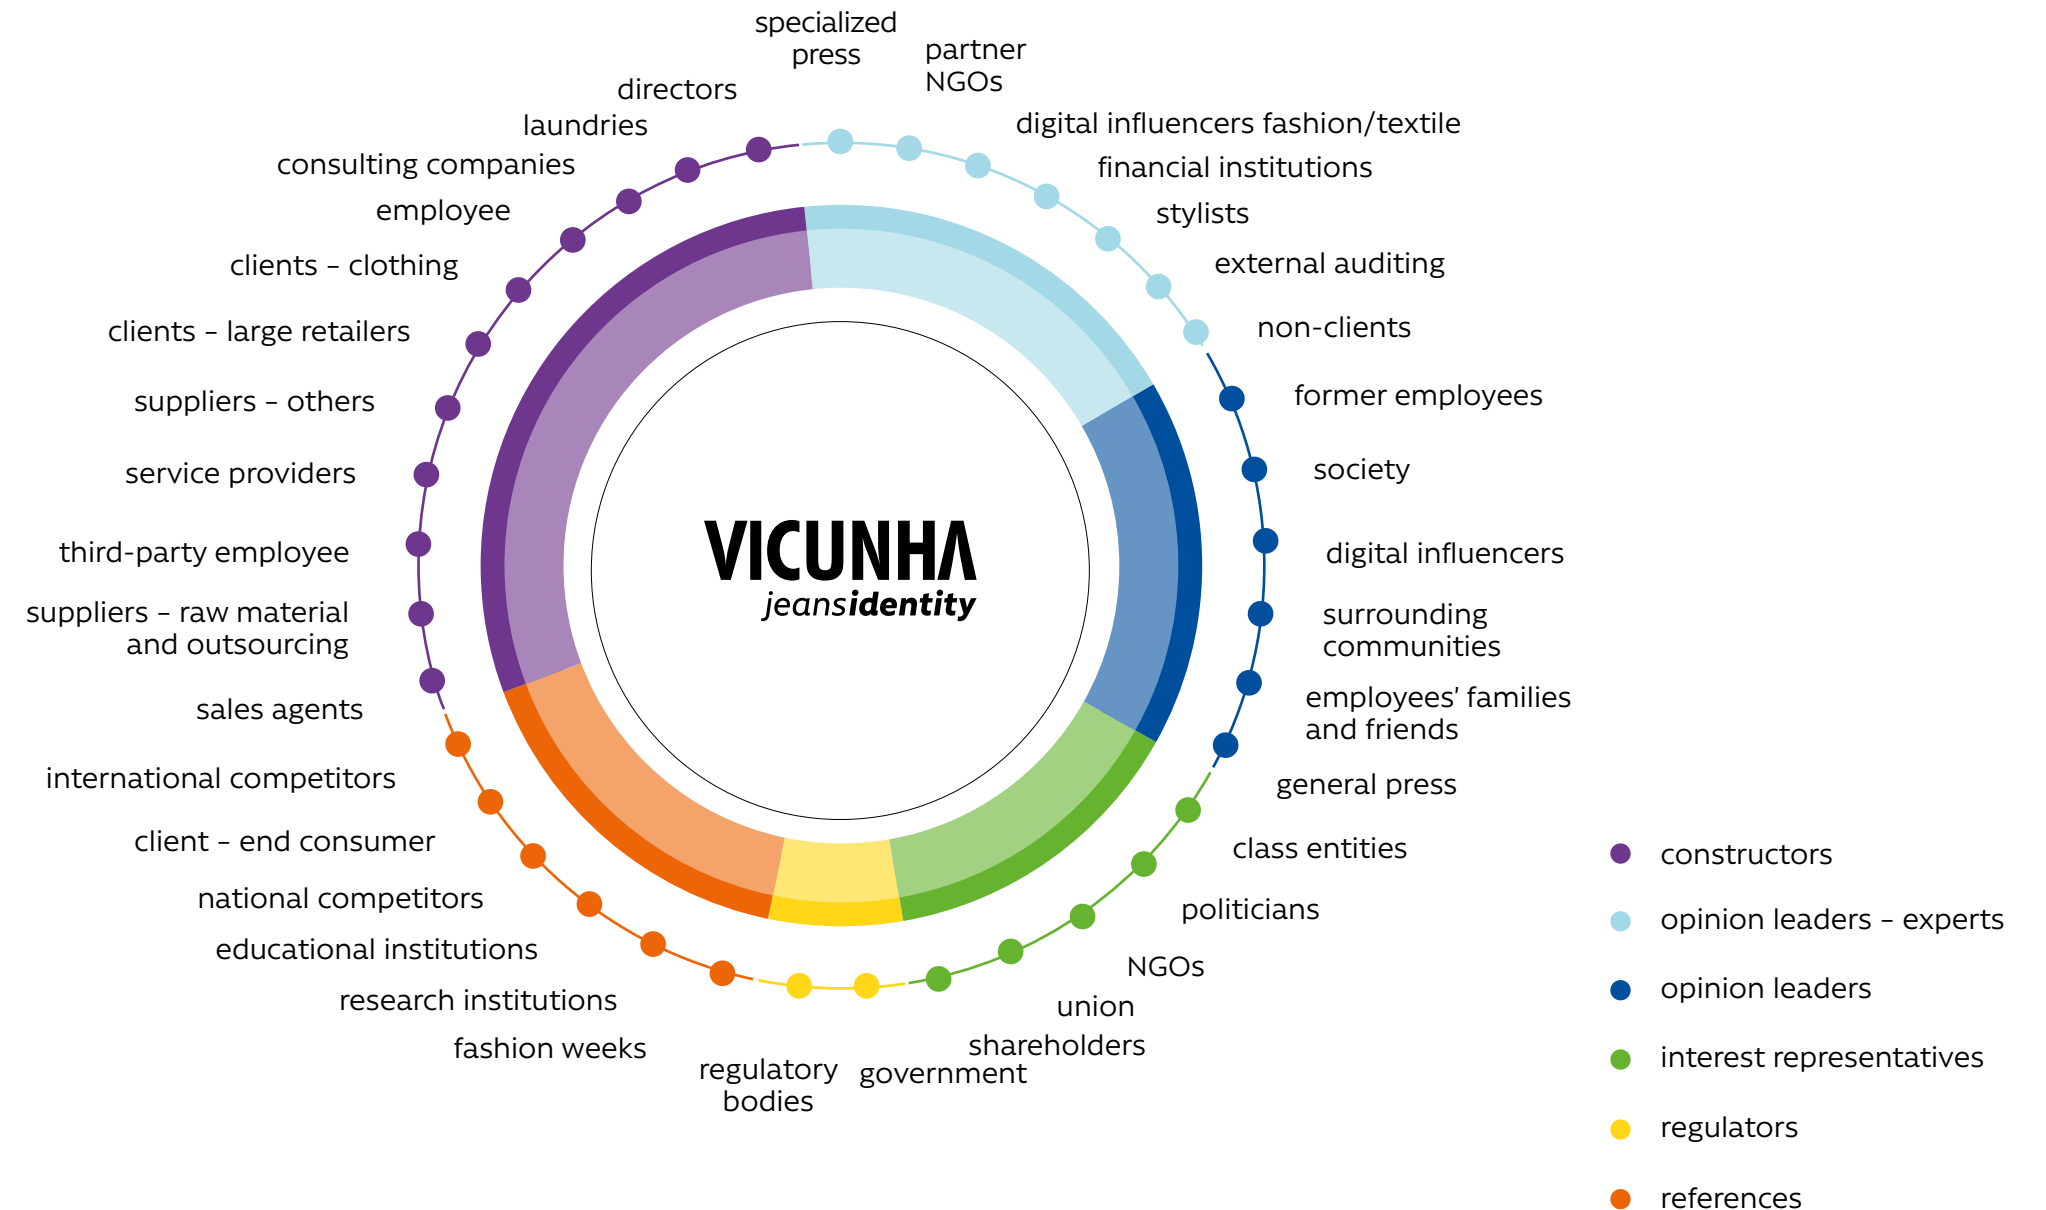 specialized
press
partner
NGOs
directors
digital influencers fashion/textile
laundries
financial institutions
consulting companies
stylists
employee
external auditing
clients – clothing
non-clients
clients – large retailers
former employees
suppliers – others
society
service providers
digital influencers
third-party employee
surrounding
communities
suppliers – raw material
and outsourcing
employees’ families
and friends
sales agents
general press
international competitors
class entities
client – end consumer
politicians
national competitors
NGOs
educational institutions
union
research institutions
shareholders
fashion weeks
government
regulatory
bodies
VICUNHA
jeansidentity
constructors
opinion leaders – experts
opinion leaders
interest representatives
regulators
references